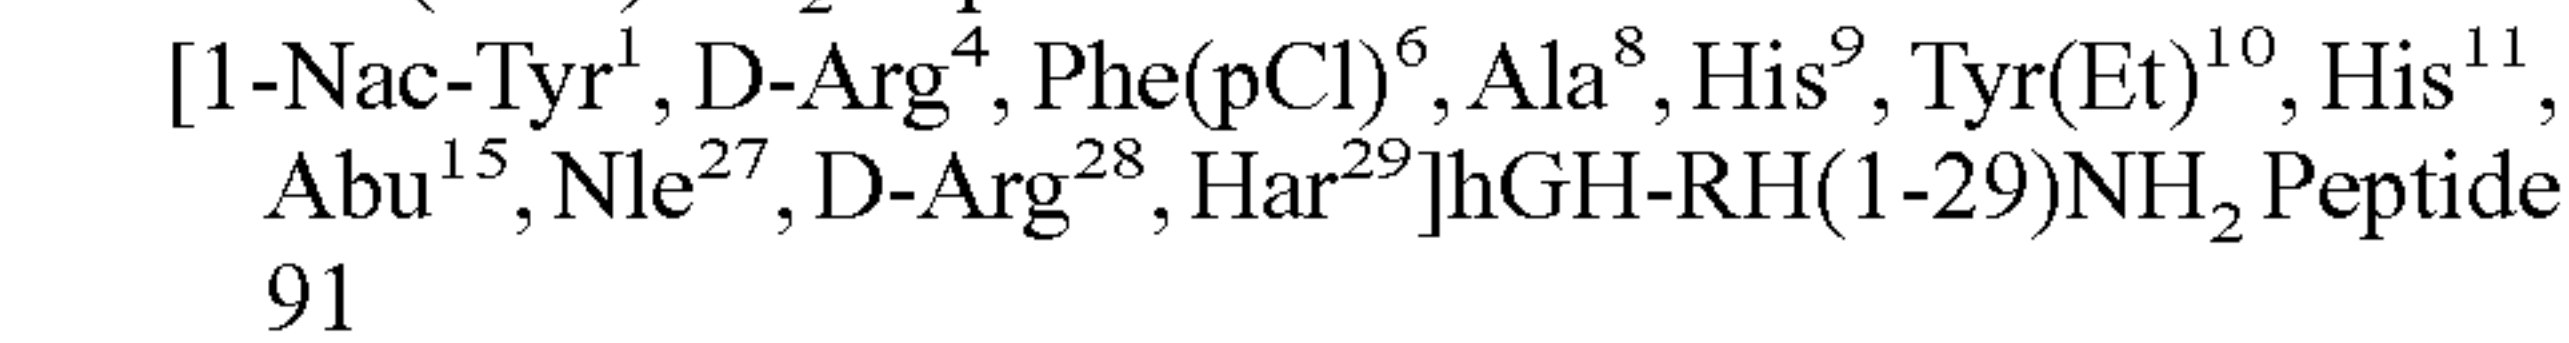 [1-Nac-Tyr¹, D-Arg⁴, Phe(pCl)⁶, Ala⁸, His⁹, Tyr(Et)¹⁰, His¹¹,
Abu¹⁵, Nle²⁷, D-Arg²⁸, Har²⁹]hGH-RH(1-29)NH₂ Peptide
91